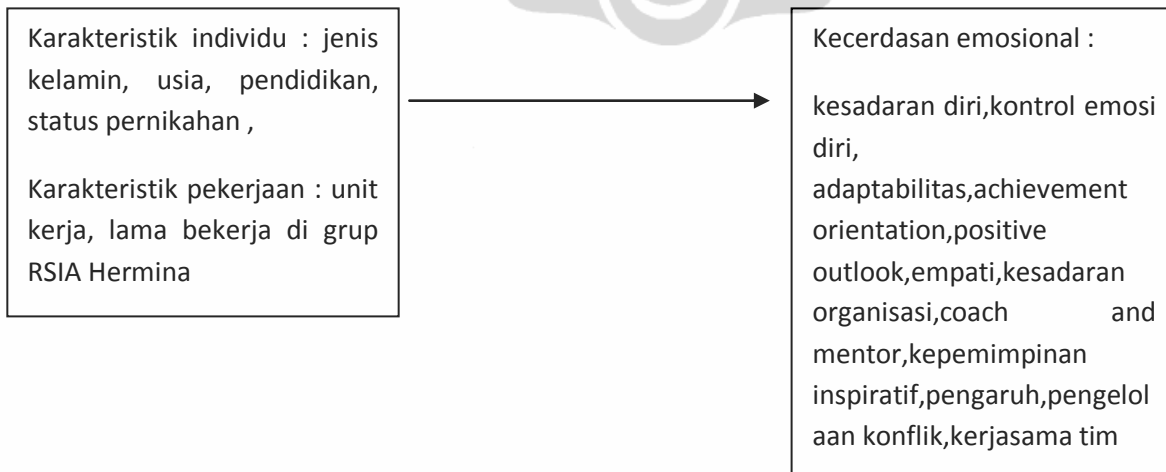 Karakteristik individu : jenis
kelamin, usia, pendidikan,
status pernikahan ,
Karakteristik pekerjaan : unit
kerja, lama bekerja di grup
RSIA Hermina
Kecerdasan emosional :
kesadaran diri,kontrol emosi
diri,
adaptabilitas,achievement
orientation,positive
outlook,empati,kesadaran
organisasi,coach and
mentor,kepemimpinan
inspiratif,pengaruh,pengelol
aan konflik,kerjasama tim